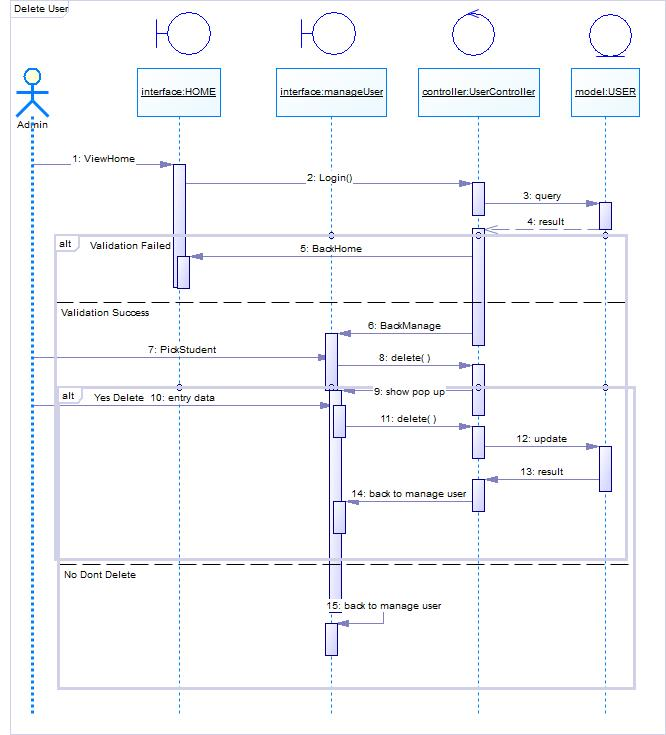 Delete User
interface:HOME
interface:manageUser
controller:UserController
model:USER
Admin
1: ViewHome
2: Login()
3: query
4: result
alt
Validation Failed
5: BackHome
Validation Success
6: BackManage
7: PickStudent
8: delete( )
alt
Yes Delete
9: show pop up
10: entry data
11: delete( )
12: update
13: result
14: back to manage user
No Dont Delete
15: back to manage user